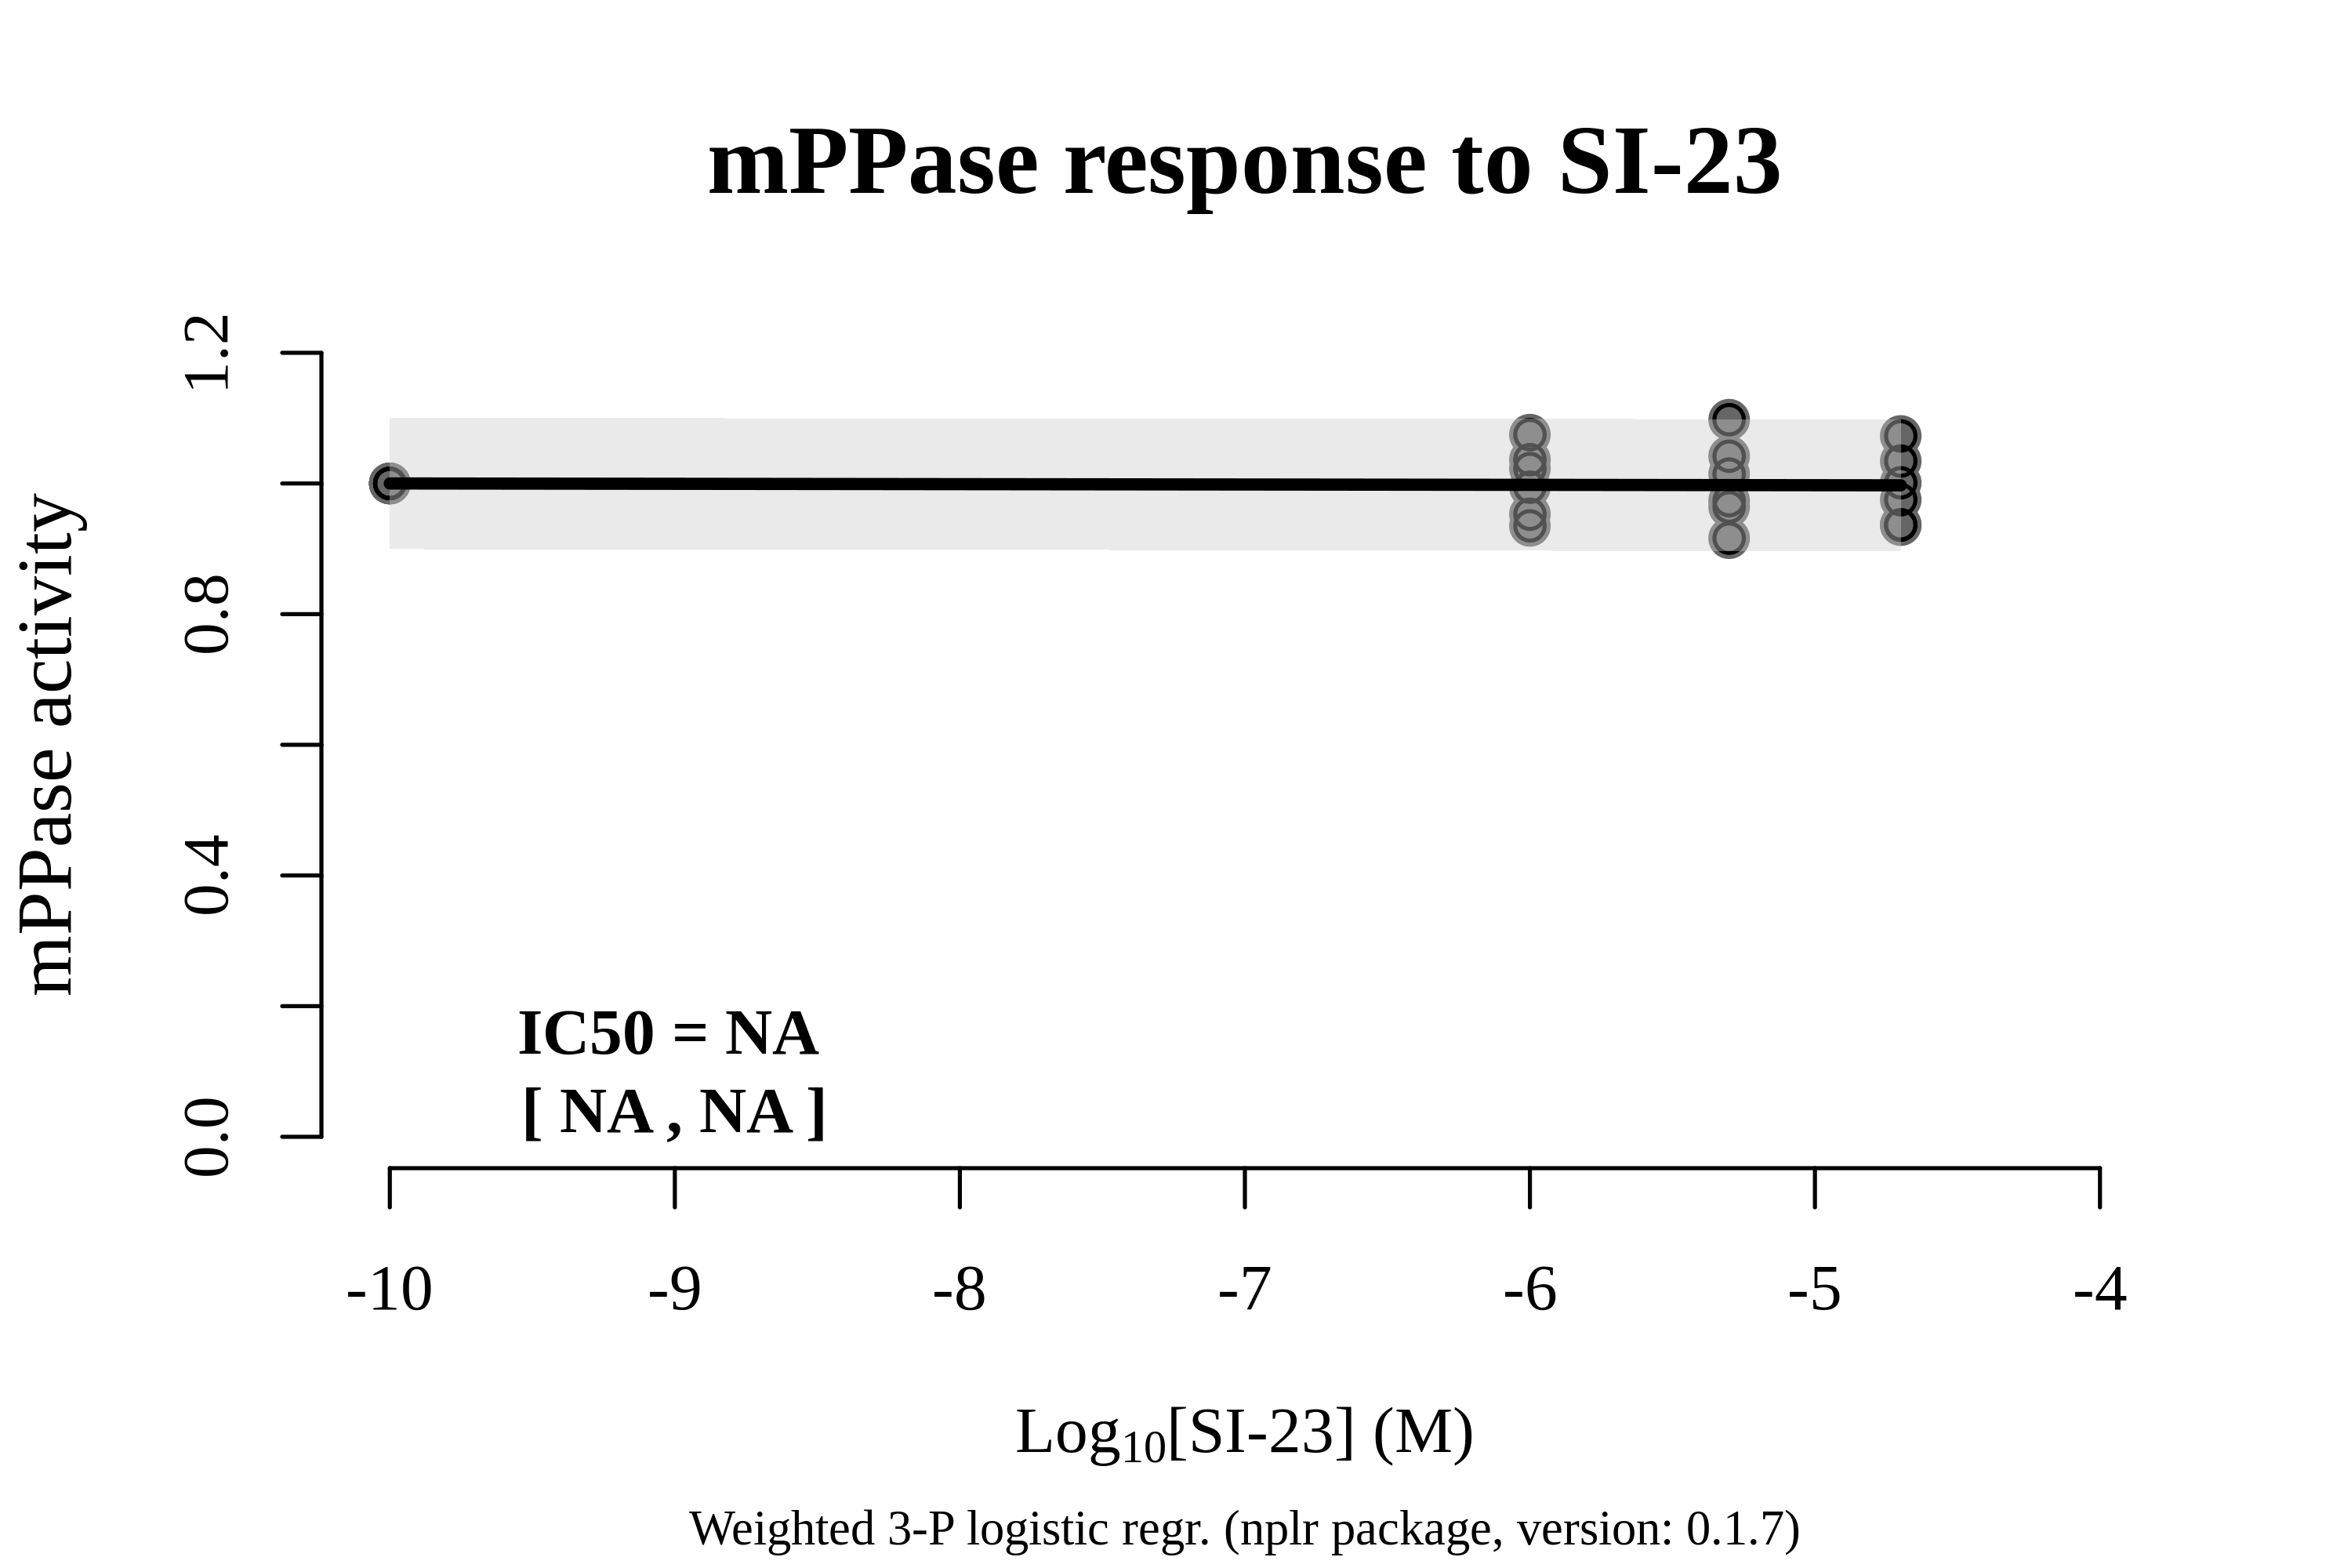 mPPase response to SI-23
mPPase activity
1.2
0.8
0.4
0.0
IC50 = NA
[ NA , NA ]
-10 -9 -8 -7 -6 -5 -4
Log10[SI-23] (M)
Weighted 3-P logistic regr. (nplr package, version: 0.1.7)